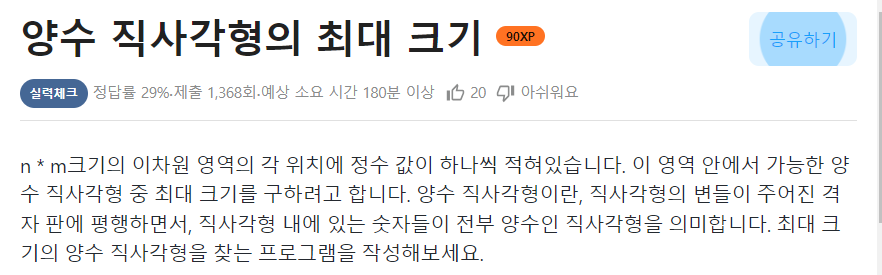 양수 직사각형의 최대 크기 90XP 공유하기
실력체크 정답률 29%·제출 1,368회·예상 소요 시간 180분 이상 20 아쉬워요
n * m크기의 이차원 영역의 각 위치에 정수 값이 하나씩 적혀있습니다. 이 영역 안에서 가능한 양
수 직사각형 중 최대 크기를 구하려고 합니다. 양수 직사각형이란, 직사각형의 변들이 주어진 격
자 판에 평행하면서, 직사각형 내에 있는 숫자들이 전부 양수인 직사각형을 의미합니다. 최대 크
기의 양수 직사각형을 찾는 프로그램을 작성해보세요.